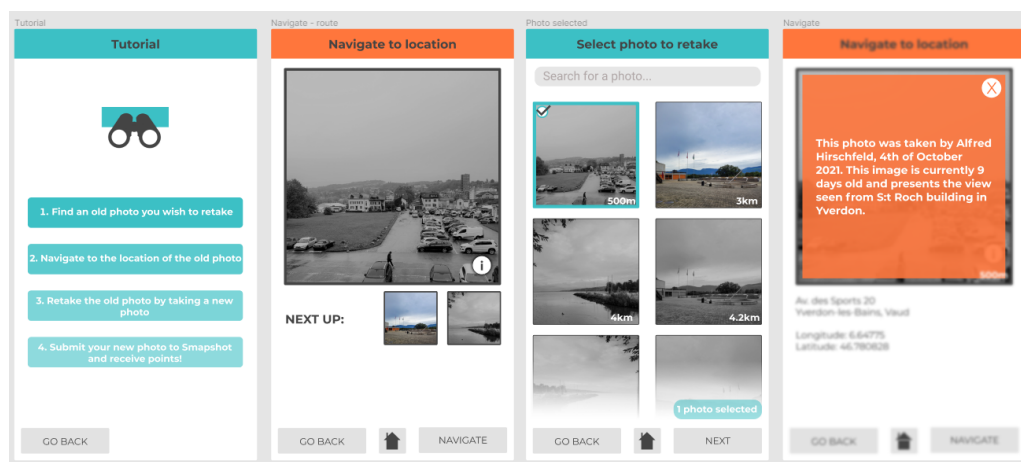 Tutorial
Tutorial
1. Find an old photo you wish to retake
2. Navigate to the location of the old photo
3. Retake the old photo by taking a new
photo
4. Submit your new photo to Smapshot
and receive points!
GO BACK
Navigate - route
Navigate to location
i
NEXT UP:
GO BACK
NAVIGATE
Photo selected
Select photo to retake
Search for a photo...
500m
3km
4km
4.2km
1 photo selected
GO BACK
NEXT
Navigate
Navigate to location
X
This photo was taken by Alfred
Hirschfeld, 4th of October
2021. This image is currently 9
days old and presents the view
seen from S:t Roch building in
Yverdon.
i
500m
Av. des Sports 20
Yverdon-les-Bains, Vaud
Longitude: 6.64775
Latitude: 46.780828
GO BACK
NAVIGATE